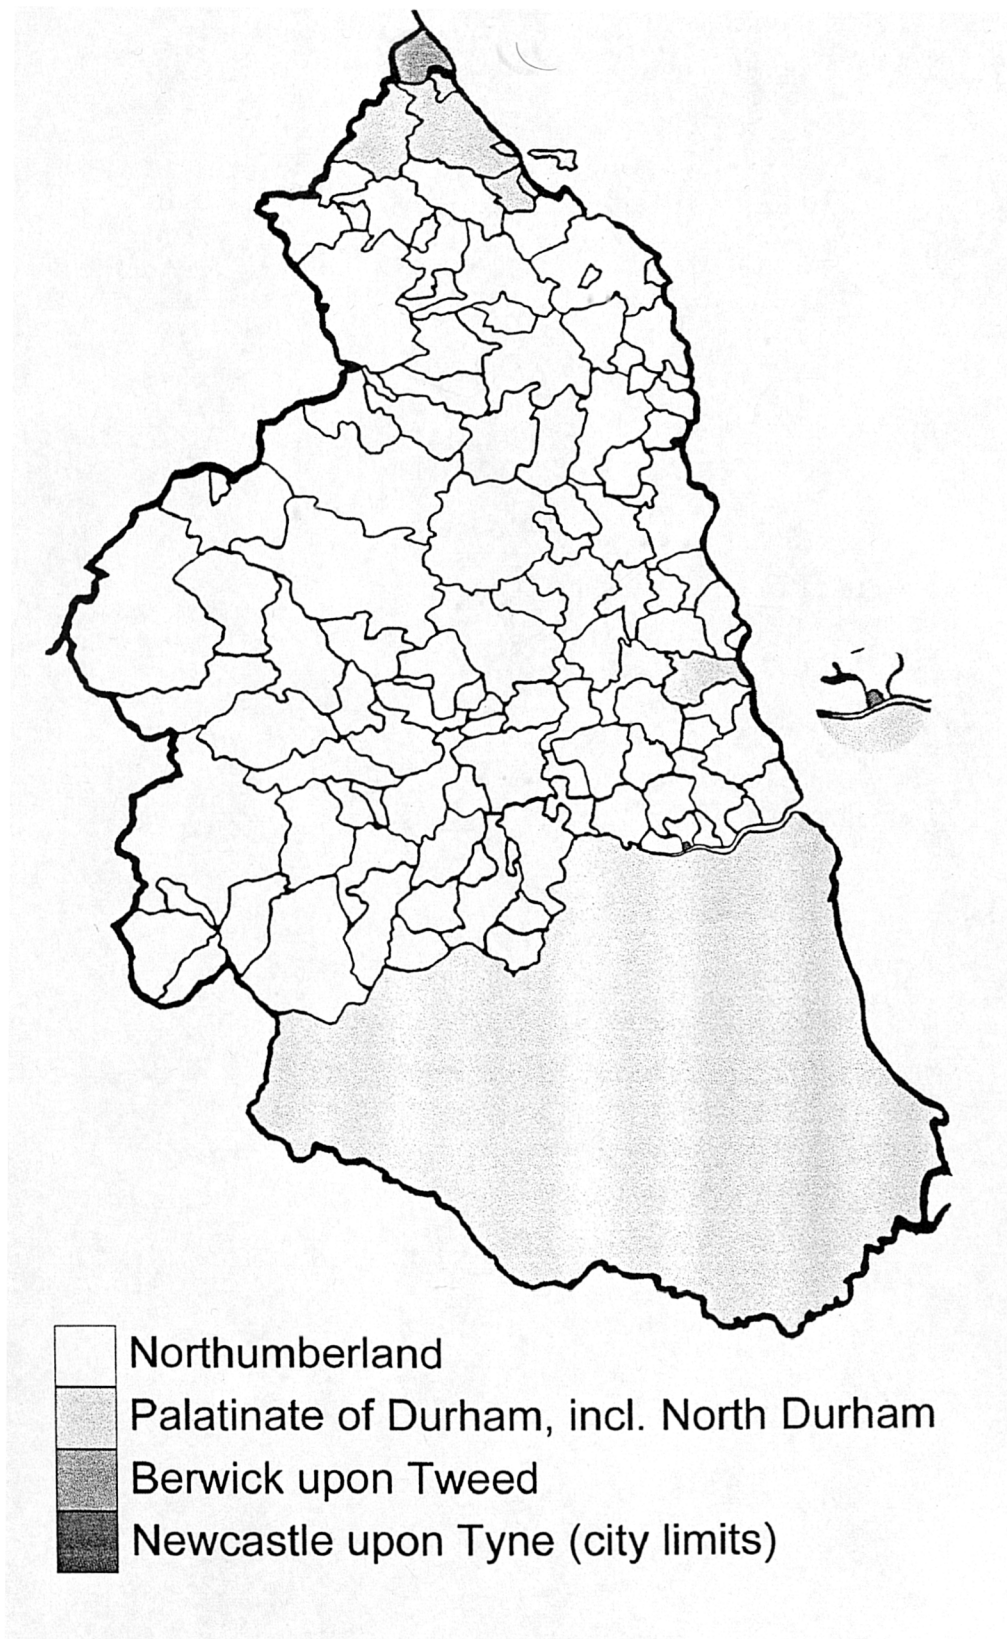 Northumberland
Palatinate of Durham, incl. North Durham
Berwick upon Tweed
Newcastle upon Tyne (city limits)